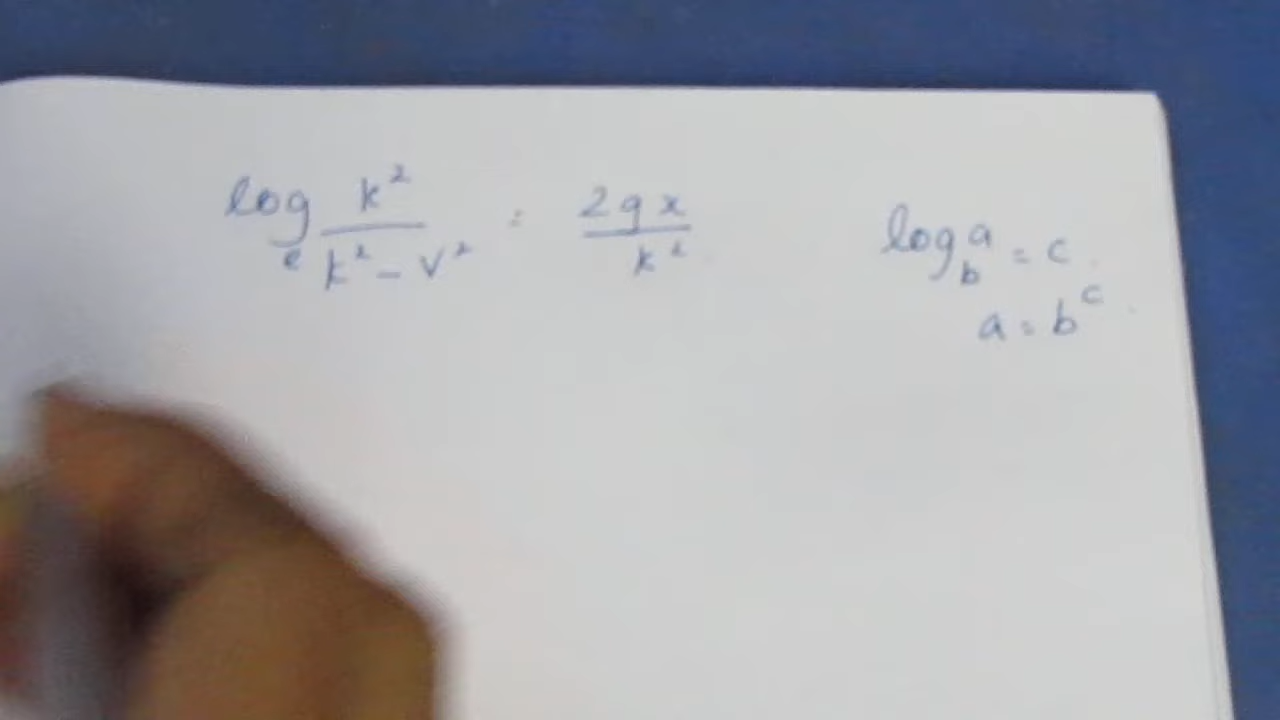 log_e k²/(k² - v²) = 2gx/k²
log_b a = c.
a = b^c.